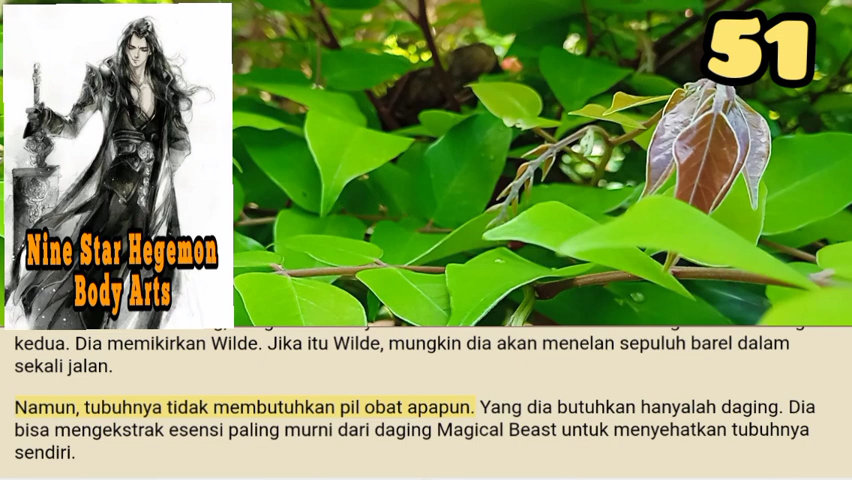 51
Nine Star Hegemon
Body Arts
kedua. Dia memikirkan Wilde. Jika itu Wilde, mungkin dia akan menelan sepuluh barel dalam
sekali jalan.
Namun, tubuhnya tidak membutuhkan pil obat apapun. Yang dia butuhkan hanyalah daging. Dia
bisa mengekstrak esensi paling murni dari daging Magical Beast untuk menyehatkan tubuhnya
sendiri.